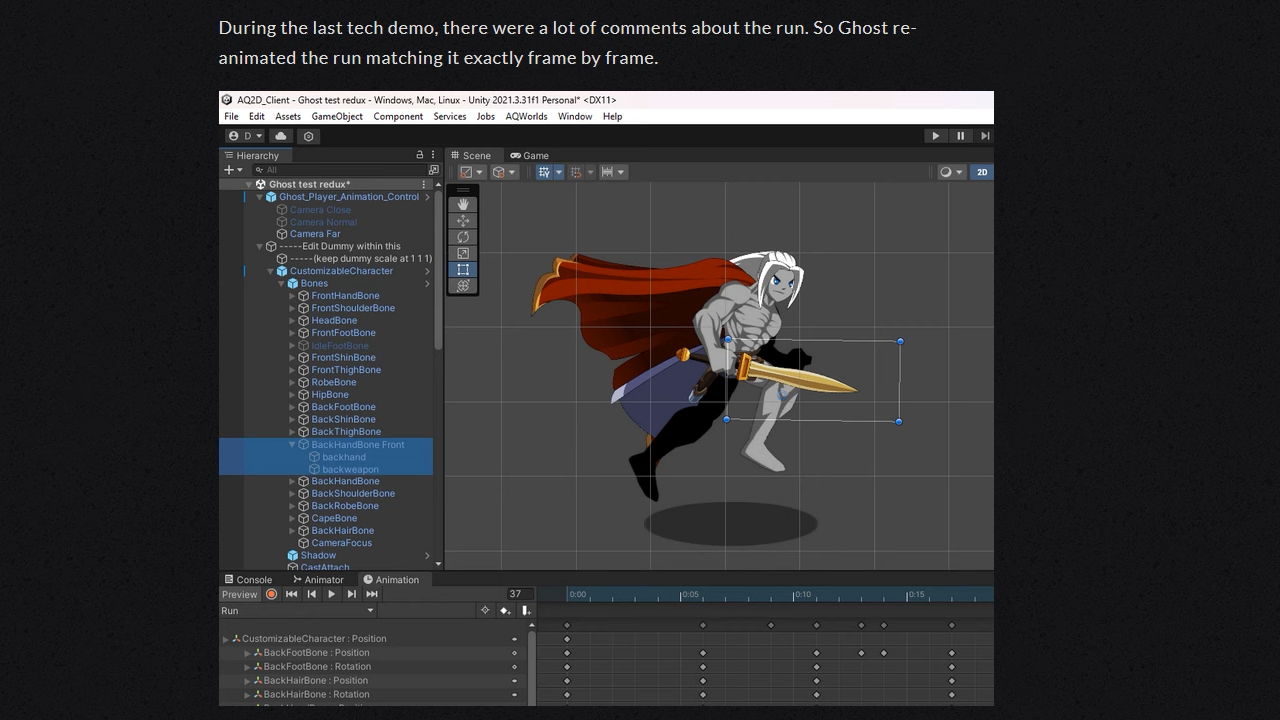 During the last tech demo, there were a lot of comments about the run. So Ghost re-
animated the run matching it exactly frame by frame.
AQ2D_Client - Ghost test redux - Windows, Mac, Linux - Unity 2021.3.31f1 Personal* <DX11>
File Edit Assets GameObject Component Services Jobs AQWorlds Window Help
D
Hierarchy
Scene Game
All
2D
Ghost test redux*
Ghost_Player_Animation_Control
Camera Close
Camera Normal
Camera Far
-----Edit Dummy within this
-----(keep dummy scale at 1 1 1)
CustomizableCharacter
Bones
FrontHandBone
FrontShoulderBone
HeadBone
FrontFootBone
IdleFootBone
FrontShinBone
FrontThighBone
RobeBone
HipBone
BackFootBone
BackShinBone
BackThighBone
BackHandBone Front
backhand
backweapon
BackHandBone
BackShoulderBone
BackRobeBone
CapeBone
BackHairBone
CameraFocus
Shadow
CastAttach
Console Animator Animation
Preview 37 0:00 0:05 0:10 0:15
Run
CustomizableCharacter : Position
BackFootBone : Position
BackFootBone : Rotation
BackHairBone : Position
BackHairBone : Rotation